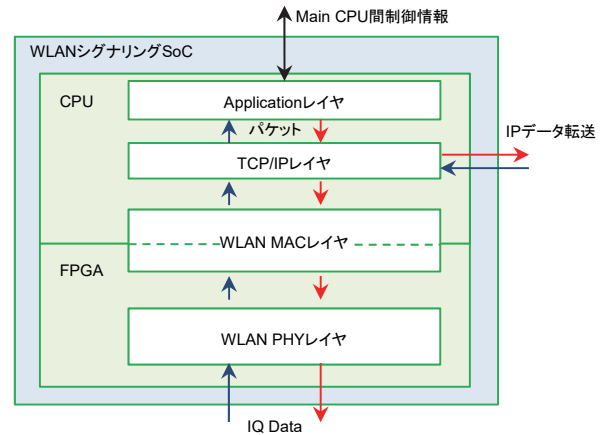 Main CPU間制御情報
WLANシグナリングSoC
CPU
Applicationレイヤ
パケット
IPデータ転送
TCP/IPレイヤ
WLAN MACレイヤ
FPGA
WLAN PHYレイヤ
IQ Data